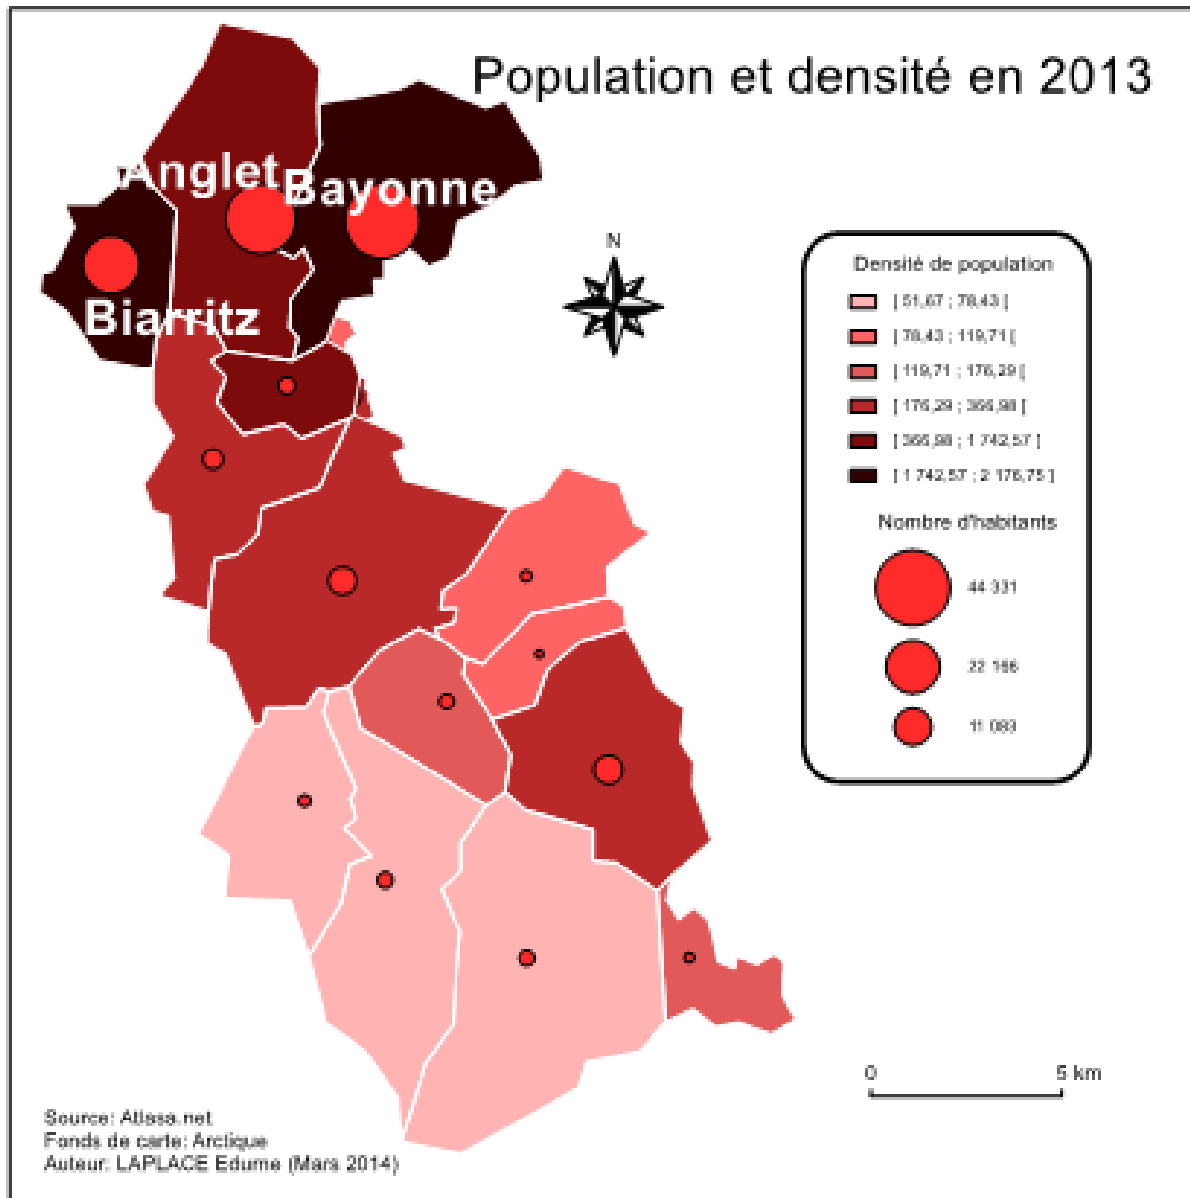 Population et densité en 2013
Anglet
Bayonne
Biarritz
N
Densité de population
[ 51,67 ; 78,43 [
[ 78,43 ; 119,71 [
[ 119,71 ; 176,29 [
[ 176,29 ; 366,98 [
[ 366,98 ; 1 742,57 ]
[ 1 742,57 ; 2 176,75 ]
Nombre d'habitants
44 331
22 166
11 083
0 5 km
Source: Atlasa.net
Fonds de carte: Arctique
Auteur: LAPLACE Edurne (Mars 2014)